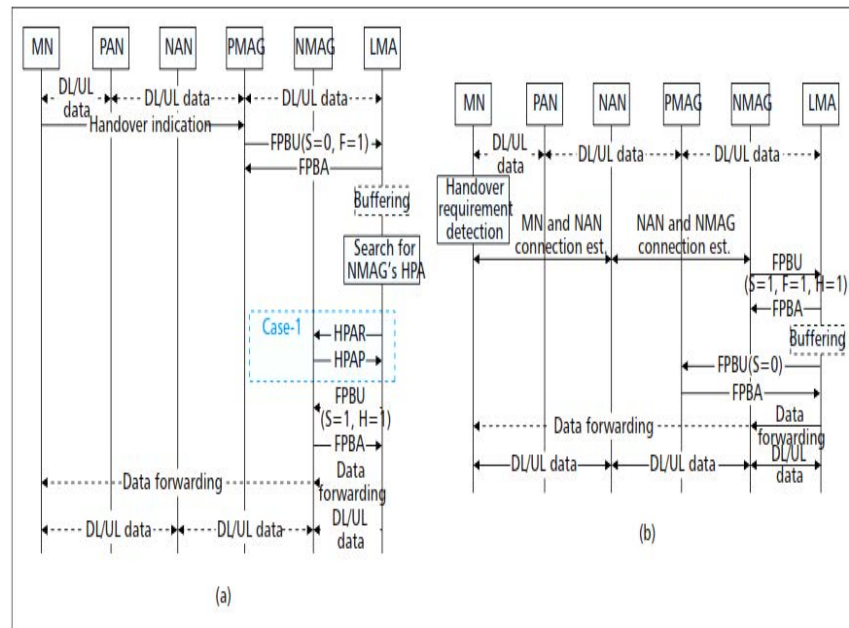 MN PAN NAN PMAG NMAG LMA
DL/UL data
DL/UL data
DL/UL data
Handover indication
FPBU(S=0, F=1)
FPBA
Buffering
Search for
NMAG's HPA
Case-1
HPAR
HPAP
FPBU
(S=1, H=1)
FPBA
Data forwarding
Data
forwarding
DL/UL data
DL/UL data
DL/UL
data
(a)
MN PAN NAN PMAG NMAG LMA
DL/UL
data
DL/UL data
DL/UL data
Handover
requirement
detection
MN and NAN
connection est.
NAN and NMAG
connection est.
FPBU
(S=1, F=1, H=1)
FPBA
Buffering
FPBU(S=0)
FPBA
Data forwarding
Data
forwarding
DL/UL data
DL/UL data
DL/UL
data
(b)